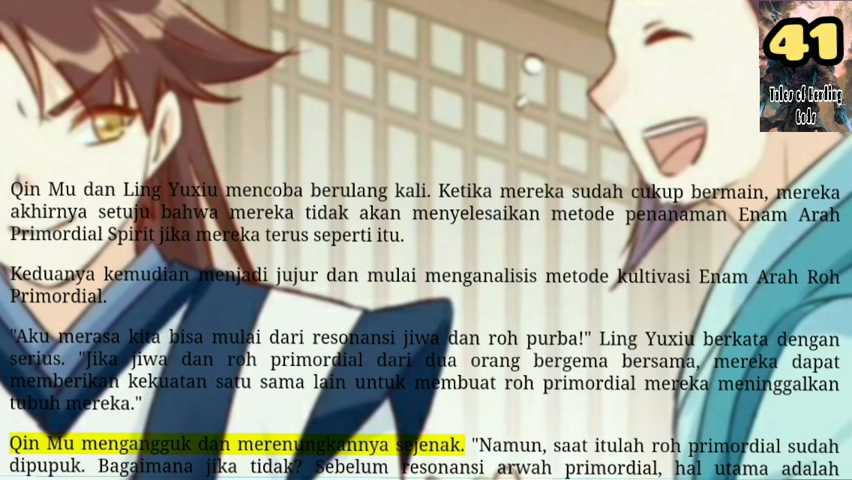 41
Tales of Herding
Gods
Qin Mu dan Ling Yuxiu mencoba berulang kali. Ketika mereka sudah cukup bermain, mereka
akhirnya setuju bahwa mereka tidak akan menyelesaikan metode penanaman Enam Arah
Primordial Spirit jika mereka terus seperti itu.
Keduanya kemudian menjadi jujur dan mulai menganalisis metode kultivasi Enam Arah Roh
Primordial.
"Aku merasa kita bisa mulai dari resonansi jiwa dan roh purba!" Ling Yuxiu berkata dengan
serius. "Jika jiwa dan roh primordial dari dua orang bergema bersama, mereka dapat
memberikan kekuatan satu sama lain untuk membuat roh primordial mereka meninggalkan
tubuh mereka."
Qin Mu mengangguk dan merenungkannya sejenak. "Namun, saat itulah roh primordial sudah
dipupuk. Bagaimana jika tidak? Sebelum resonansi arwah primordial, hal utama adalah